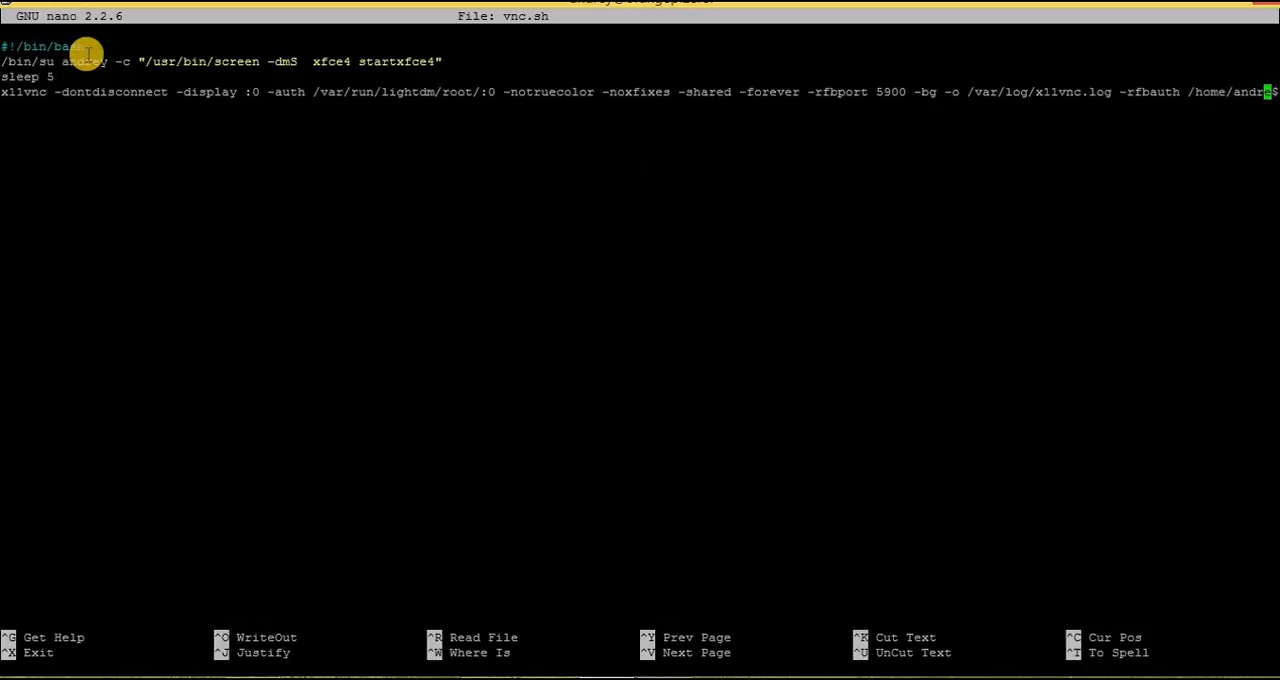 GNU nano 2.2.6 File: vnc.sh
#!/bin/bash
/bin/su andrey -c "/usr/bin/screen -dmS  xfce4 startxfce4"
sleep 5
x11vnc -dontdisconnect -display :0 -auth /var/run/lightdm/root/:0 -notruecolor -noxfixes -shared -forever -rfbport 5900 -bg -o /var/log/x11vnc.log -rfbauth /home/andre$
^G Get Help ^O WriteOut ^R Read File ^Y Prev Page ^K Cut Text ^C Cur Pos
^X Exit ^J Justify ^W Where Is ^V Next Page ^U UnCut Text ^T To Spell